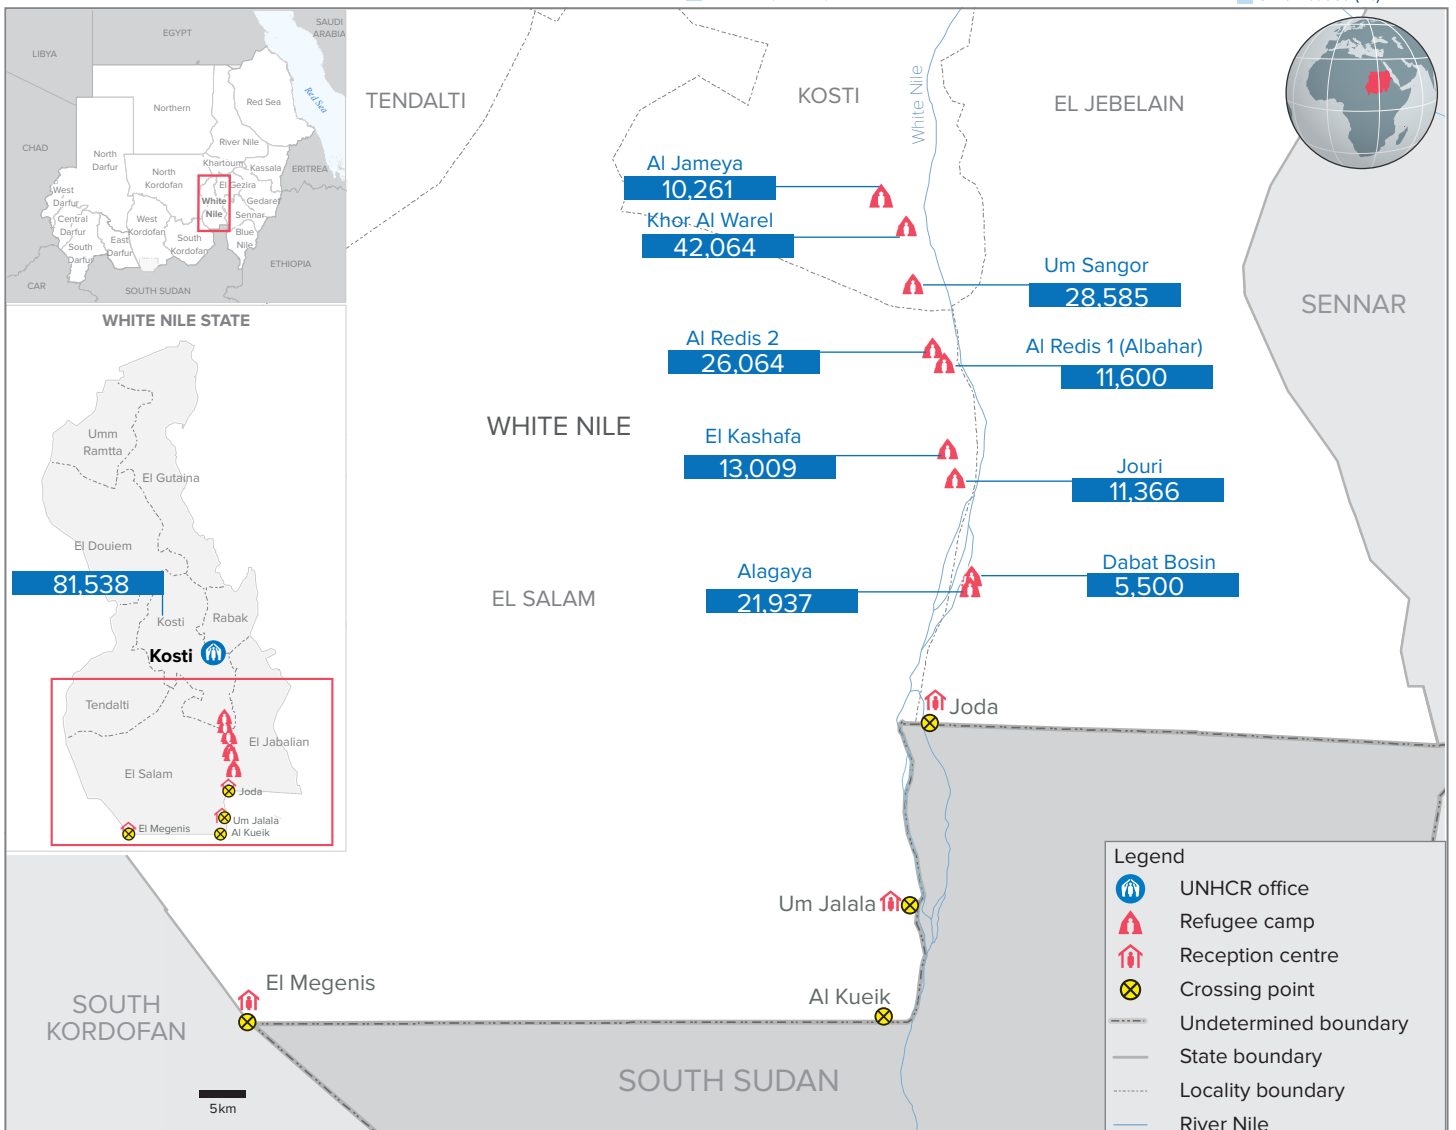 SAUDI
ARABIA
EGYPT
LIBYA
Red Sea
Northern
Red Sea
CHAD
River Nile
North
Darfur
Khartoum
Kassala
ERITREA
North
Kordofan
El Gezira
West
Darfur
White
Nile
Gedaref
Sennar
Central
Darfur
West
Kordofan
Blue
Nile
South
Darfur
East
Darfur
South
Kordofan
ETHIOPIA
CAR
SOUTH SUDAN
WHITE NILE STATE
Umm
Ramtta
El Gutaina
El Douiem
81,538
Kosti
Rabak
Kosti
Tendalti
El Jabalian
El Salam
Joda
Um Jalala
El Megenis
Al Kueik
TENDALTI
KOSTI
White Nile
EL JEBELAIN
Al Jameya
10,261
Khor Al Warel
42,064
Um Sangor
28,585
SENNAR
Al Redis 2
26,064
Al Redis 1 (Albahar)
11,600
WHITE NILE
El Kashafa
13,009
Jouri
11,366
Dabat Bosin
5,500
Alagaya
21,937
EL SALAM
Joda
Um Jalala
El Megenis
Al Kueik
SOUTH
KORDOFAN
SOUTH SUDAN
5km
Legend
UNHCR office
Refugee camp
Reception centre
Crossing point
Undetermined boundary
State boundary
Locality boundary
River Nile